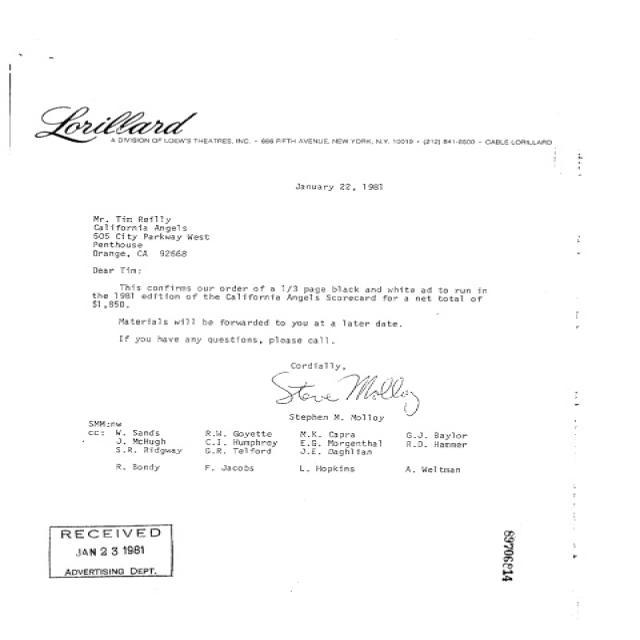 Lorillard
A DIVISION OF LOEW'S THEATRES, INC. • 666 FIFTH AVENUE, NEW YORK, N.Y. 10019 • (212) 841-8600 • CABLE LORILLARD
January 22, 1981
Mr. Tim Reilly
California Angels
505 City Parkway West
Penthouse
Orange, CA 92668
Dear Tim:
This confirms our order of a 1/3 page black and white ad to run in
the 1981 edition of the California Angels Scorecard for a net total of
$1,850.
Materials will be forwarded to you at a later date.
If you have any questions, please call.
Cordially,
Steve Molloy
Stephen M. Molloy
SMM:nw
cc: W. Sands R.W. Goyette M.K. Capra G.J. Baylor
J. McHugh C.I. Humphrey E.G. Morgenthal R.D. Hammer
S.R. Ridgway G.R. Telford J.E. Daghlian
R. Bondy F. Jacobs L. Hopkins A. Weltman
RECEIVED
JAN 23 1981
ADVERTISING DEPT.
89706814